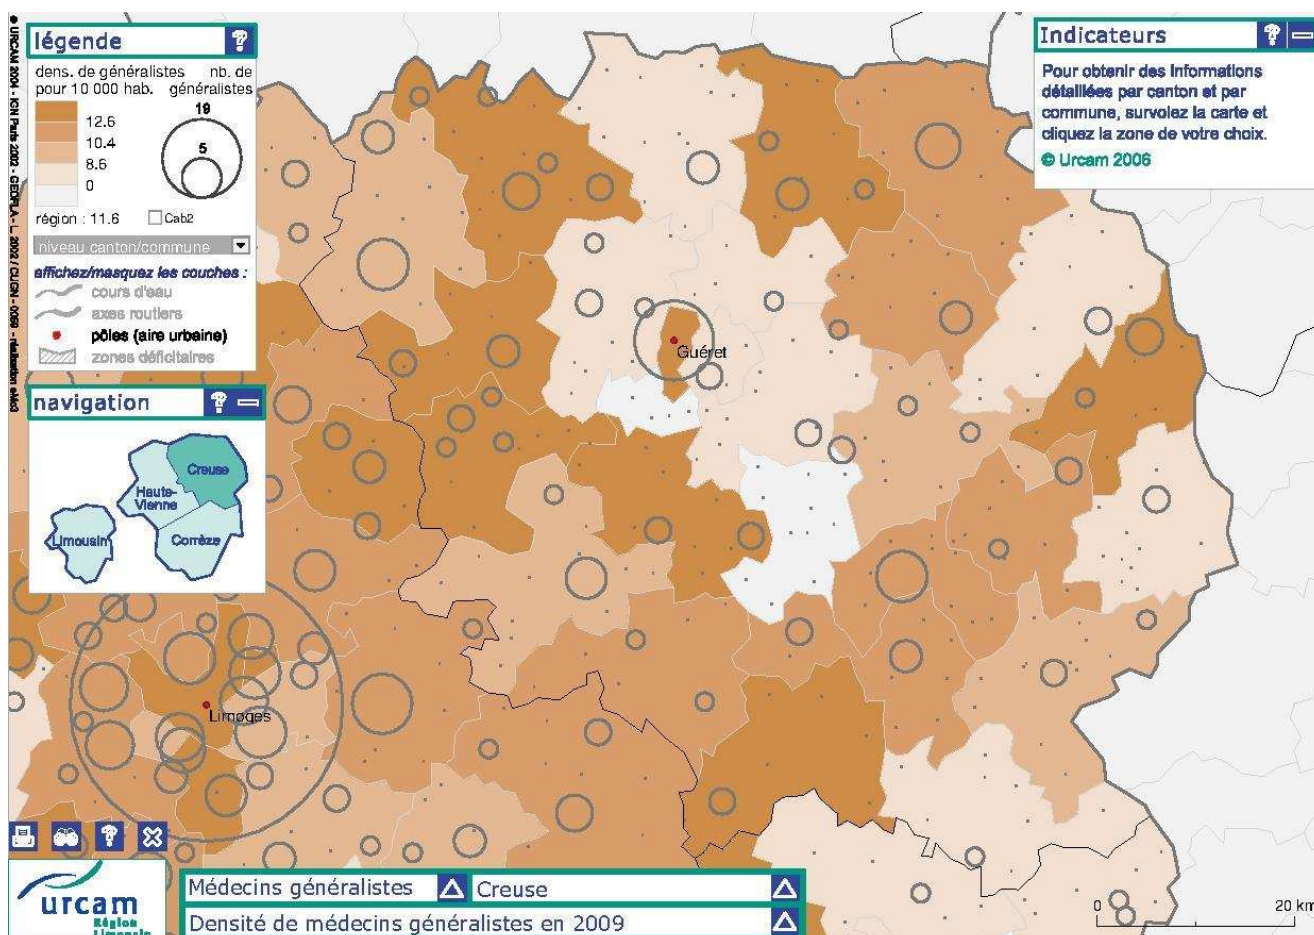 légende
dens. de généralistes nb. de
pour 10 000 hab. généralistes
12.6
10.4
8.6
0
19
5
région : 11.6 Cab2
niveau canton/commune
affichez/masquez les couches :
cours d'eau
axes routiers
pôles (aire urbaine)
zones déficitaires
navigation
Creuse
Haute-
Vienne
Limousin
Corrèze
Indicateurs
Pour obtenir des informations
détaillées par canton et par
commune, survolez la carte et
cliquez la zone de votre choix.
© Urcam 2006
Guéret
Limoges
urcam
Région
Limousin
Médecins généralistes
Creuse
Densité de médecins généralistes en 2009
0 20 km